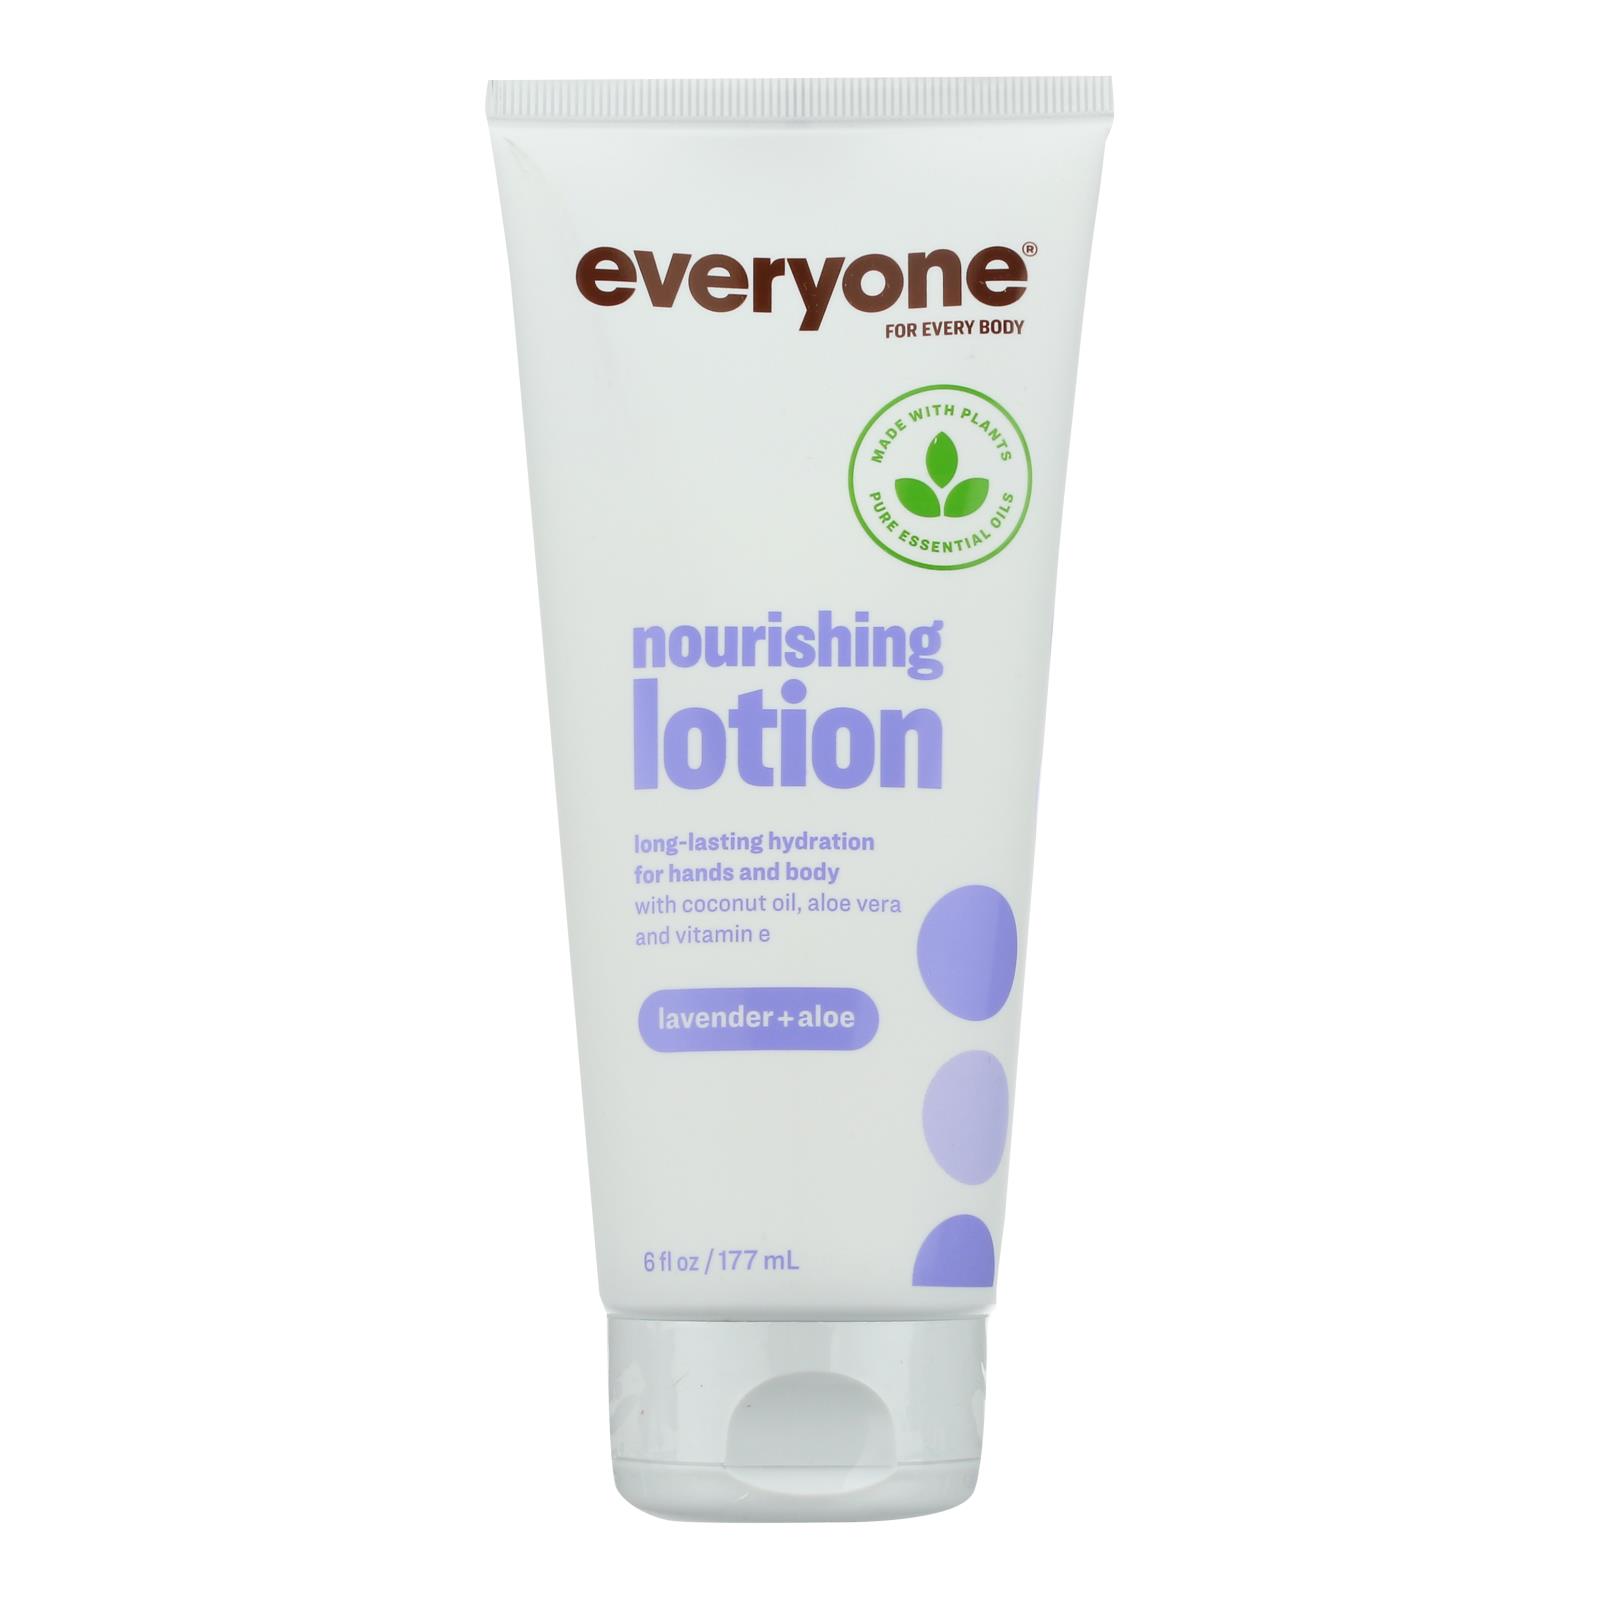 everyone®
FOR EVERY BODY
MADE WITH PLANTS
PURE ESSENTIAL OILS
nourishing
lotion
long-lasting hydration
for hands and body
with coconut oil, aloe vera
and vitamin e
lavender + aloe
6 fl oz / 177 mL